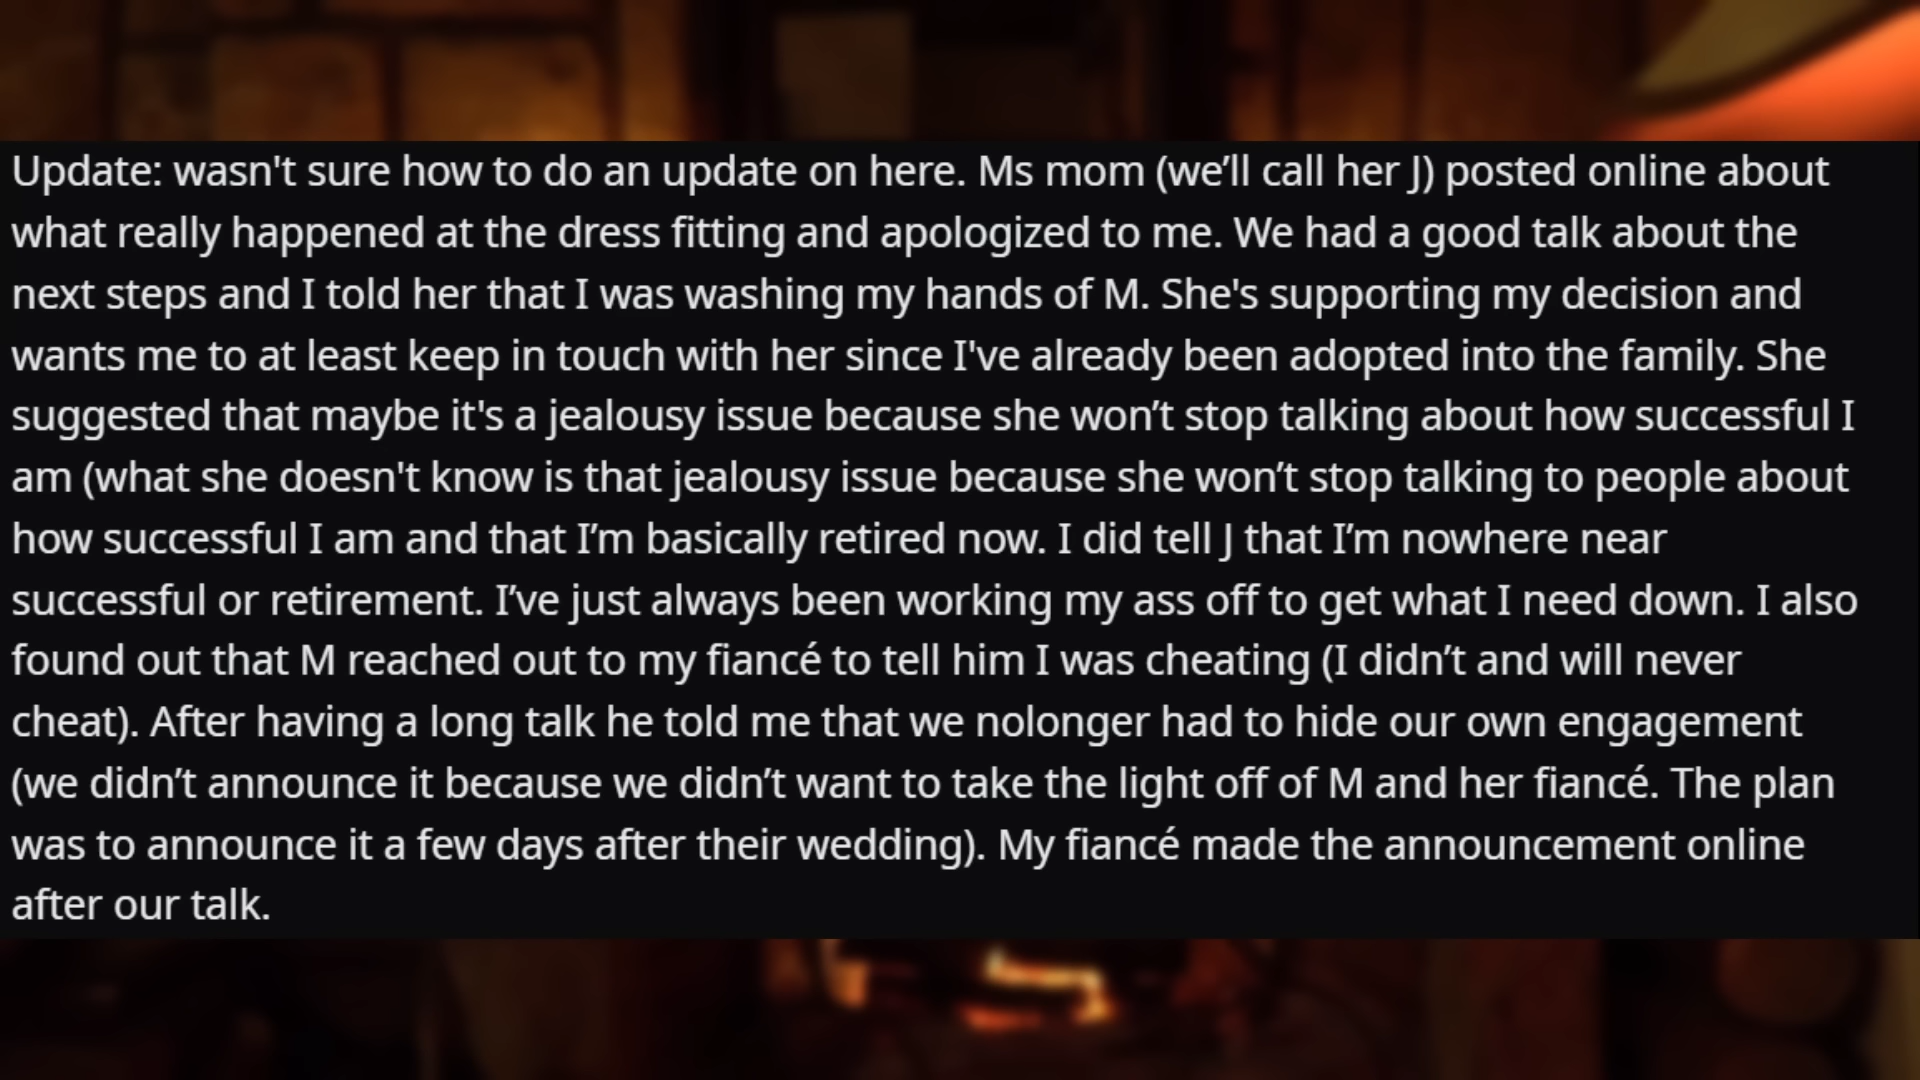 Update: wasn't sure how to do an update on here. Ms mom (we’ll call her J) posted online about
what really happened at the dress fitting and apologized to me. We had a good talk about the
next steps and I told her that I was washing my hands of M. She's supporting my decision and
wants me to at least keep in touch with her since I've already been adopted into the family. She
suggested that maybe it's a jealousy issue because she won’t stop talking about how successful I
am (what she doesn't know is that jealousy issue because she won’t stop talking to people about
how successful I am and that I’m basically retired now. I did tell J that I’m nowhere near
successful or retirement. I’ve just always been working my ass off to get what I need down. I also
found out that M reached out to my fiancé to tell him I was cheating (I didn’t and will never
cheat). After having a long talk he told me that we nolonger had to hide our own engagement
(we didn’t announce it because we didn’t want to take the light off of M and her fiancé. The plan
was to announce it a few days after their wedding). My fiancé made the announcement online
after our talk.